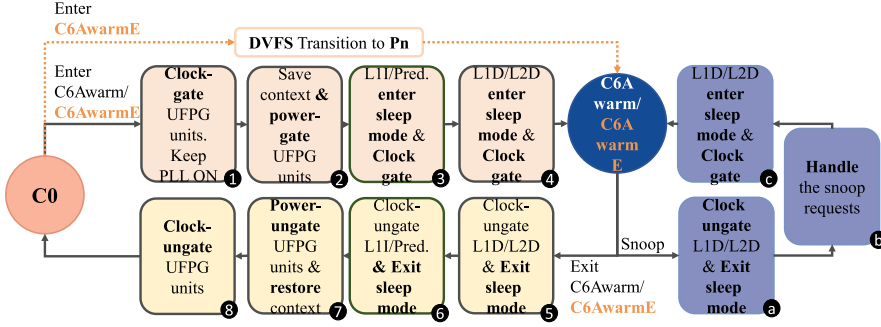 Enter
C6AwarmE
DVFS Transition to Pn
Enter
C6Awarm/
C6AwarmE
Clock-
gate
UFPG
units.
Keep
PLL ON
1
Save
context &
power-
gate
UFPG
units
2
L1I/Pred.
enter
sleep
mode &
Clock
gate
3
L1D/L2D
enter
sleep
mode &
Clock
gate
4
C6A
warm/
C6A
warm
E
L1D/L2D
enter
sleep
mode &
Clock
gate
c
Handle
the snoop
requests
b
C0
Clock-
ungate
UFPG
units
8
Power-
ungate
UFPG
units &
restore
context
7
Clock-
ungate
L1I/Pred.
& Exit
sleep
mode
6
Clock-
ungate
L1D/L2D
& Exit
sleep
mode
5
Snoop
Exit
C6Awarm/
C6AwarmE
Clock
ungate
L1D/L2D
& Exit
sleep
mode
a